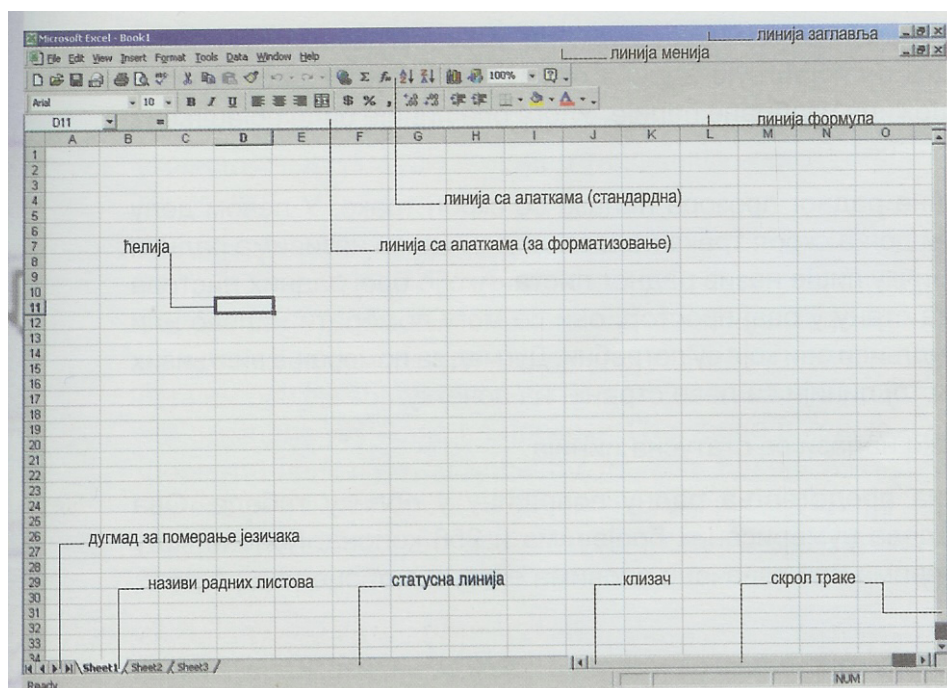 Microsoft Excel - Book1
линија заглавља
File Edit View Insert Format Tools Data Window Help
линија менија
100%
Arial 10 B I U $ % ,
D11 =
линија формула
A B C D E F G H I J K L M N O
1
2
3
4
линија са алаткама (стандардна)
5
6
7
ћелија
линија са алаткама (за форматизовање)
8
9
10
11
12
13
14
15
16
17
18
19
20
21
22
23
24
25
26
дугмад за померање језичака
27
28
29
називи радних листова
статусна линија
клизач
скрол траке
30
31
32
33
34
Sheet1 Sheet2 Sheet3
Ready
NUM